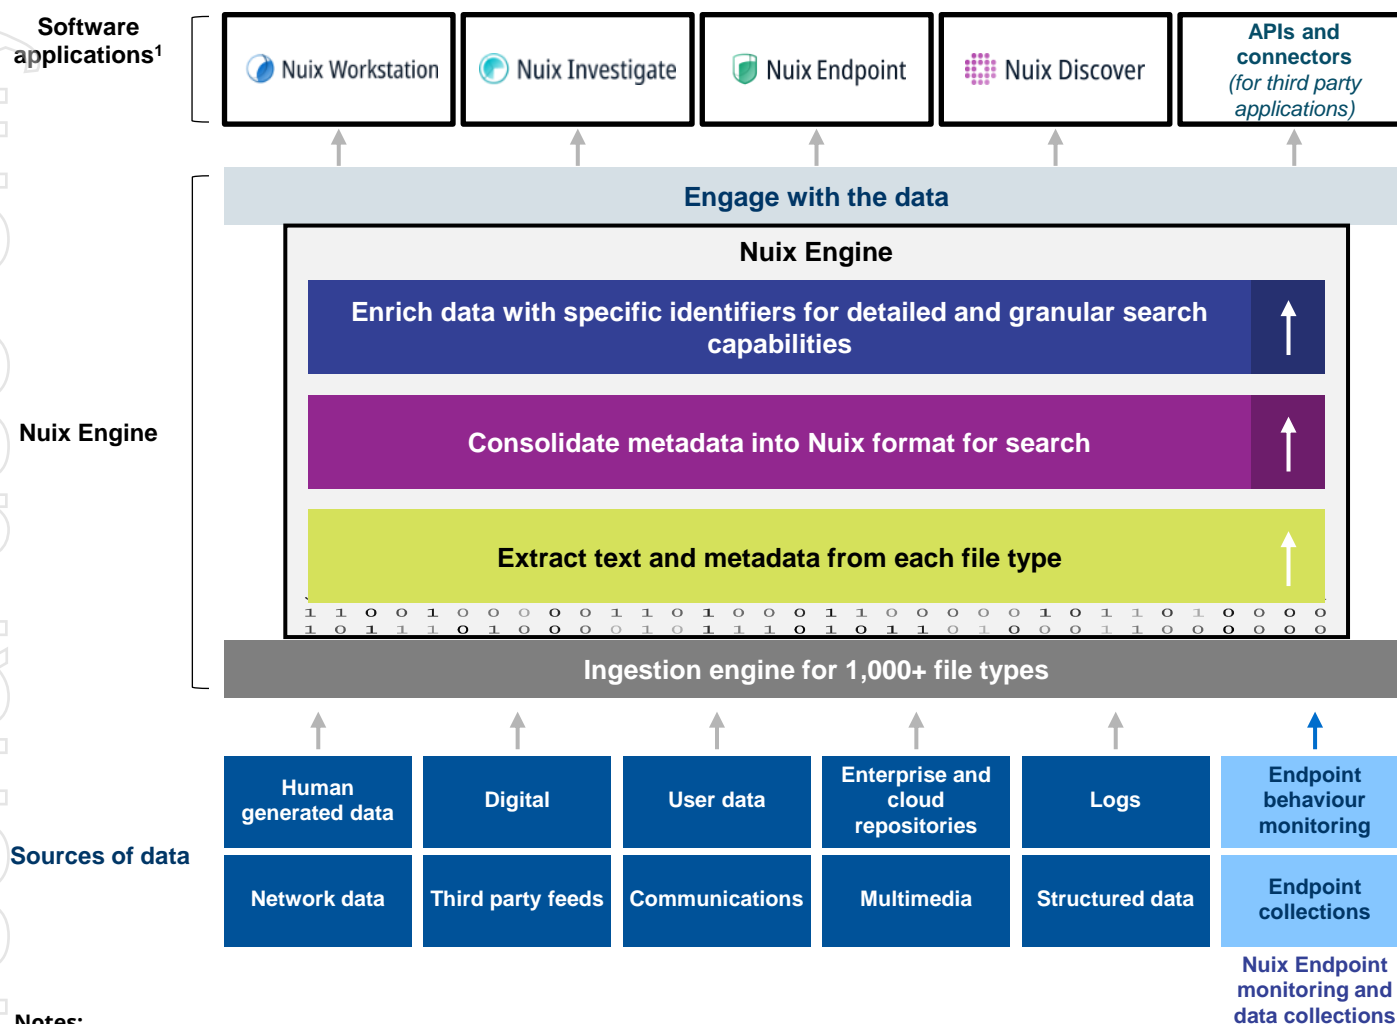 Software
applications¹
Nuix Workstation
Nuix Investigate
Nuix Endpoint
Nuix Discover
APIs and
connectors
(for third party
applications)
Engage with the data
Nuix Engine
Nuix Engine
Enrich data with specific identifiers for detailed and granular search
capabilities
Consolidate metadata into Nuix format for search
Extract text and metadata from each file type
1 1 0 0 1 0 0 0 0 0 1 1 0 1 0 0 0 1 1 0 0 0 0 0 1 0 1 1 0 1 0 0 0 0
1 0 1 1 1 0 1 0 0 0 0 1 0 1 1 1 0 1 0 1 1 0 1 0 0 0 1 1 0 0 0 0 0 0
Ingestion engine for 1,000+ file types
Sources of data
Human
generated data
Digital
User data
Enterprise and
cloud
repositories
Logs
Endpoint
behaviour
monitoring
Network data
Third party feeds
Communications
Multimedia
Structured data
Endpoint
collections
Nuix Endpoint
monitoring and
data collections
Notes: